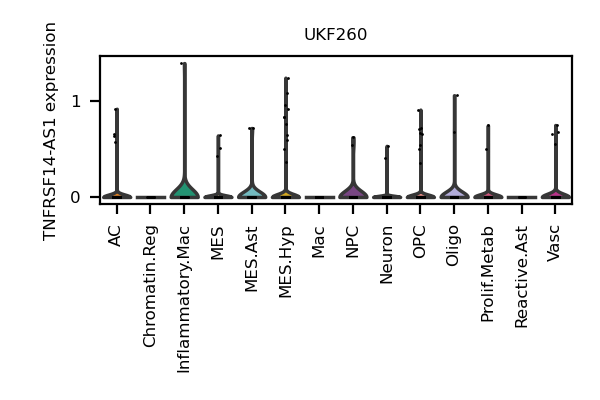 UKF260
TNFRSF14-AS1 expression
1
0
AC
Chromatin.Reg
Inflammatory.Mac
MES
MES.Ast
MES.Hyp
Mac
NPC
Neuron
OPC
Oligo
Prolif.Metab
Reactive.Ast
Vasc